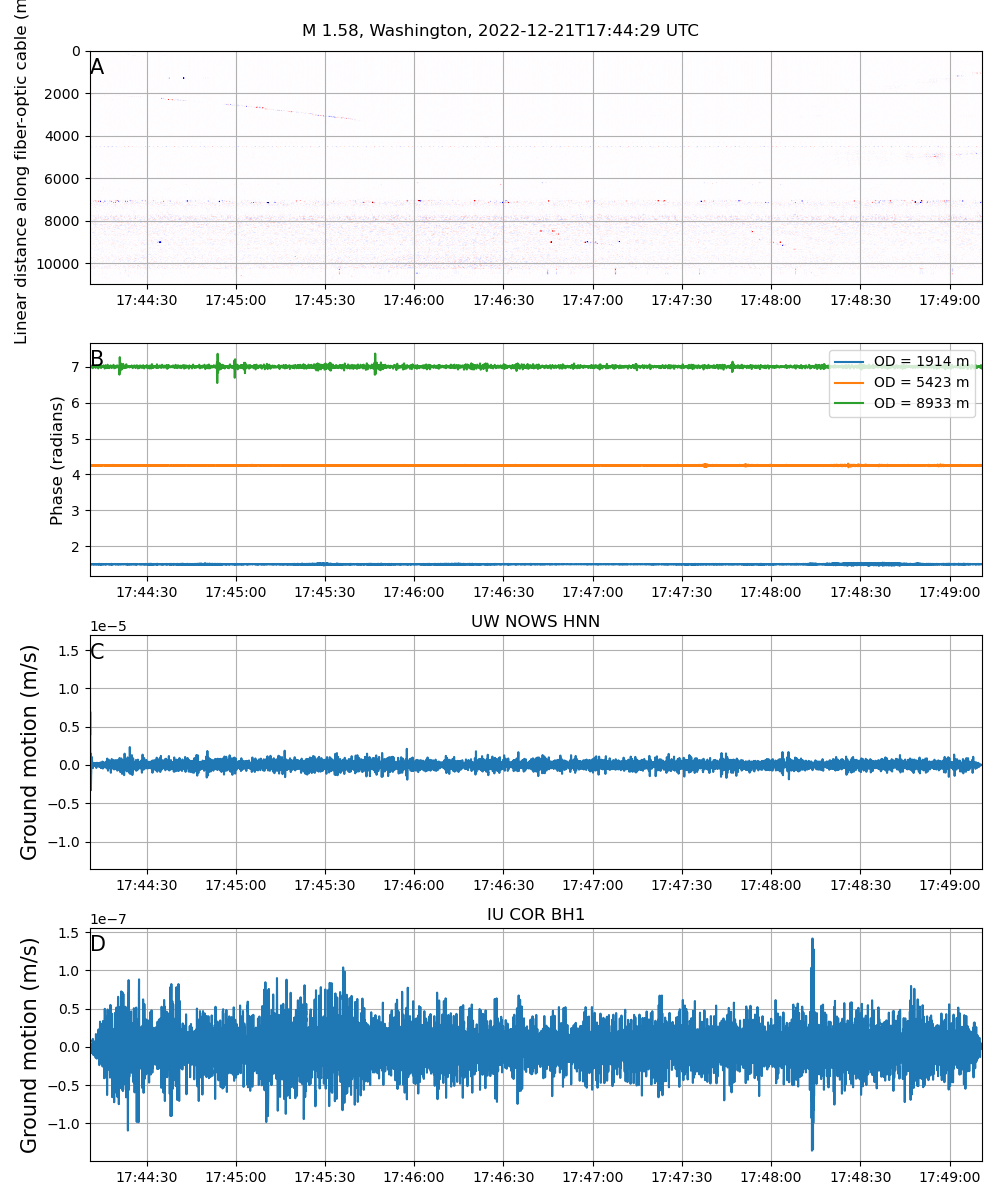 M 1.58, Washington, 2022-12-21T17:44:29 UTC
Linear distance along fiber-optic cable (m
A
0
2000
4000
6000
8000
10000
17:44:30 17:45:00 17:45:30 17:46:00 17:46:30 17:47:00 17:47:30 17:48:00 17:48:30 17:49:00
Phase (radians)
B
7
6
5
4
3
2
OD = 1914 m
OD = 5423 m
OD = 8933 m
17:44:30 17:45:00 17:45:30 17:46:00 17:46:30 17:47:00 17:47:30 17:48:00 17:48:30 17:49:00
UW NOWS HNN
1e−5
Ground motion (m/s)
C
1.5
1.0
0.5
0.0
−0.5
−1.0
17:44:30 17:45:00 17:45:30 17:46:00 17:46:30 17:47:00 17:47:30 17:48:00 17:48:30 17:49:00
IU COR BH1
1e−7
Ground motion (m/s)
D
1.5
1.0
0.5
0.0
−0.5
−1.0
17:44:30 17:45:00 17:45:30 17:46:00 17:46:30 17:47:00 17:47:30 17:48:00 17:48:30 17:49:00